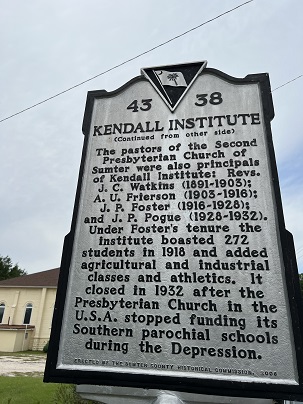 43 38
KENDALL INSTITUTE
(Continued from other side)
The pastors of the Second
Presbyterian Church of
Sumter were also principals
of Kendall Institute: Revs.
J. C. Watkins (1891-1903);
A. U. Frierson (1903-1916);
J. P. Foster (1916-1928);
and J. P. Pogue (1928-1932).
Under Foster's tenure the
institute boasted 272
students in 1918 and added
agricultural and industrial
classes and athletics. It
closed in 1932 after the
Presbyterian Church in the
U.S.A. stopped funding its
Southern parochial schools
during the Depression.
ERECTED BY THE SUMTER COUNTY HISTORICAL COMMISSION, 2006